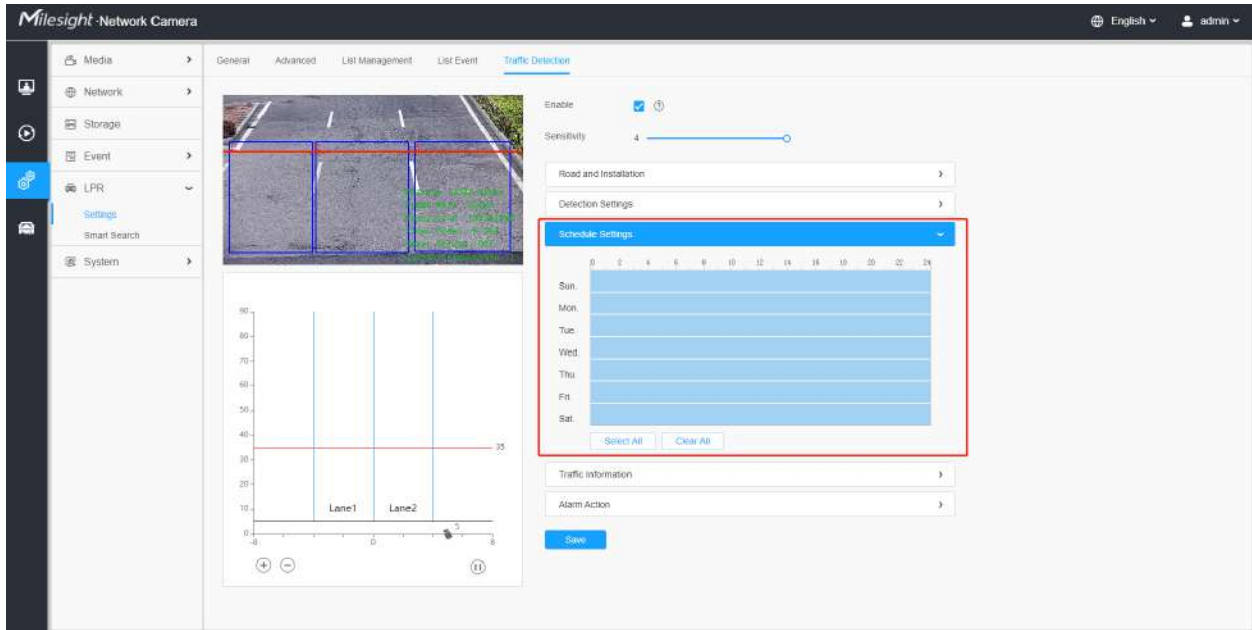 Milesight · Network Camera
English
admin
Media
Network
Storage
Event
LPR
Settings
Smart Search
System
General
Advanced
List Management
List Event
Traffic Detection
Enable
Sensitivity
4
Road and Installation
Detection Settings
Schedule Settings
0 2 4 6 8 10 12 14 16 18 20 22 24
Sun.
Mon.
Tue.
Wed.
Thu.
Fri.
Sat.
Select All
Clear All
Traffic Information
Alarm Action
Save
90
80
70
60
50
40
35
30
20
10
Lane1
Lane2
5
0
-8
0
8